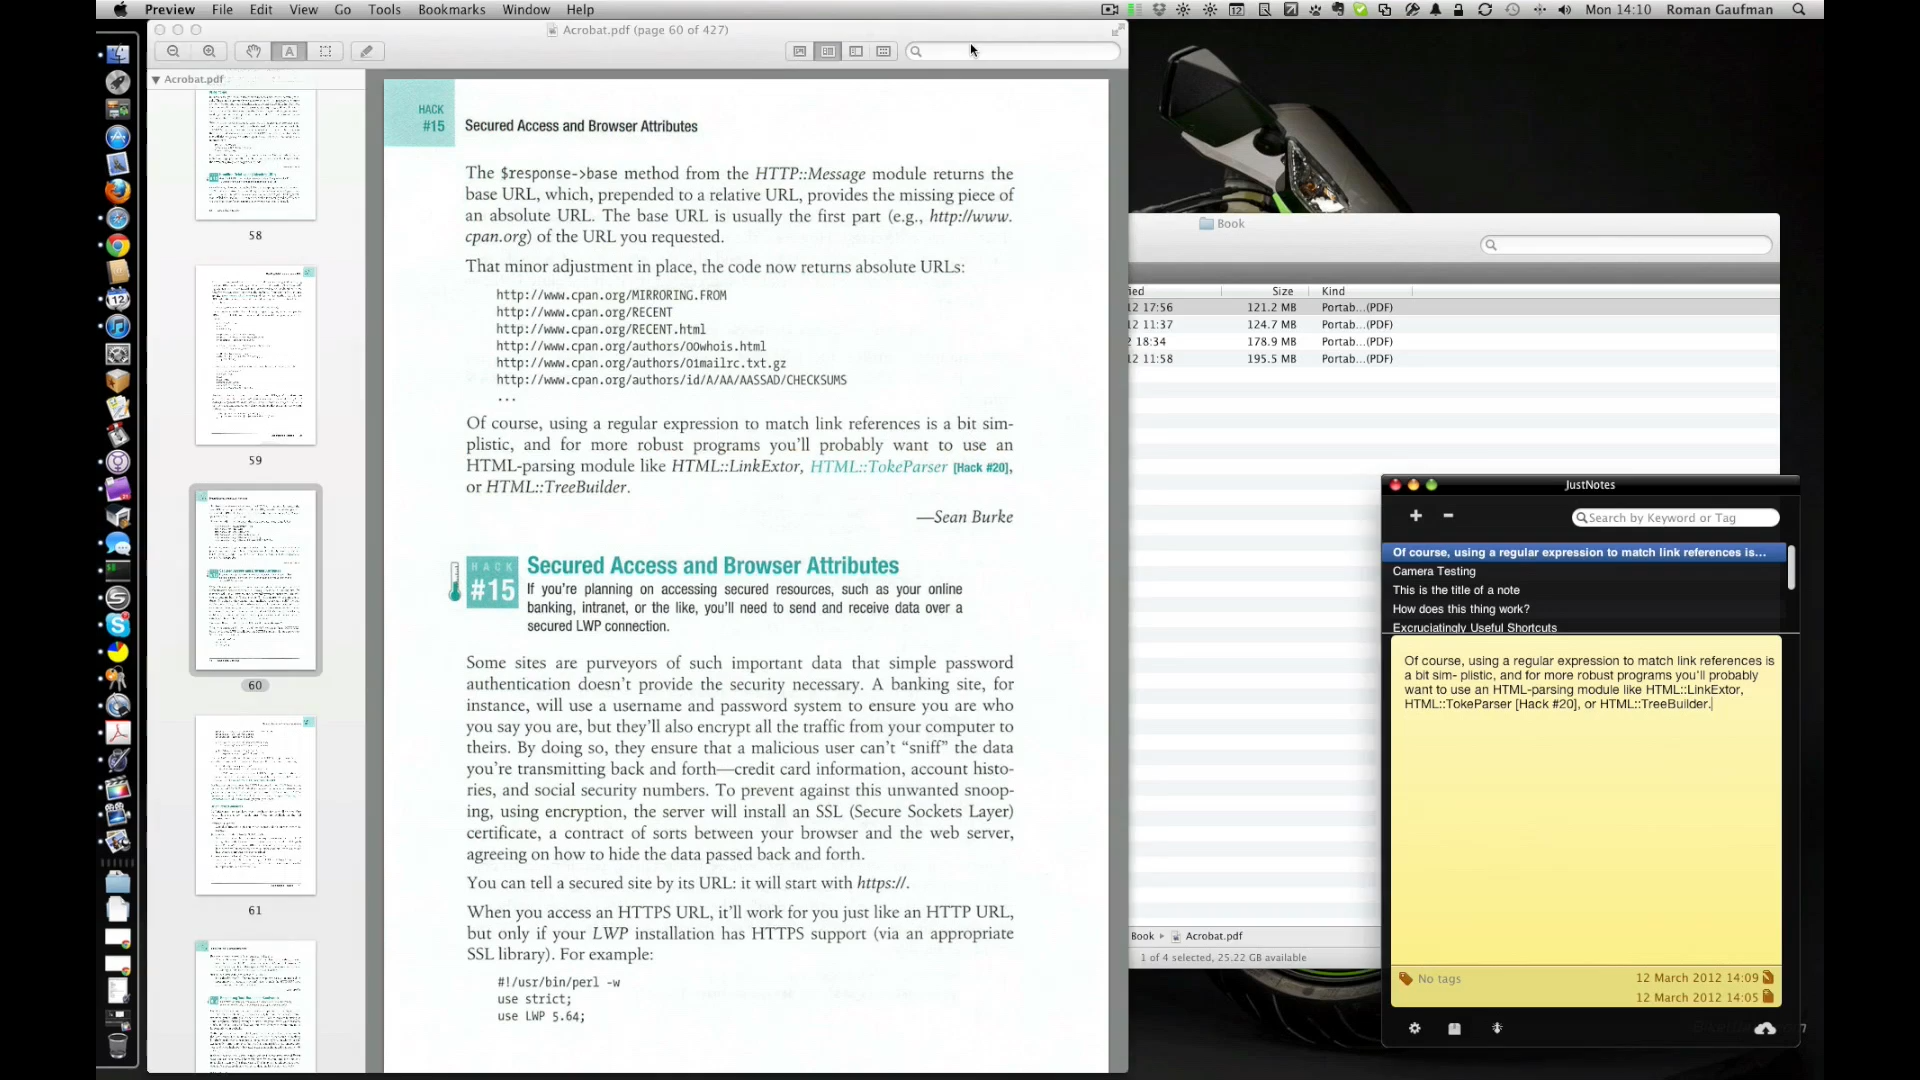 Preview File Edit View Go Tools Bookmarks Window Help
12
Mon 14:10 Roman Gaufman
Acrobat.pdf (page 60 of 427)
Acrobat.pdf
58
59
60
61
HACK
#15
Secured Access and Browser Attributes
The $response->base method from the HTTP::Message module returns the
base URL, which, prepended to a relative URL, provides the missing piece of
an absolute URL. The base URL is usually the first part (e.g., http://www.
cpan.org) of the URL you requested.
That minor adjustment in place, the code now returns absolute URLs:
http://www.cpan.org/MIRRORING.FROM
http://www.cpan.org/RECENT
http://www.cpan.org/RECENT.html
http://www.cpan.org/authors/00whois.html
http://www.cpan.org/authors/01mailrc.txt.gz
http://www.cpan.org/authors/id/A/AA/AASSAD/CHECKSUMS
...
Of course, using a regular expression to match link references is a bit sim-
plistic, and for more robust programs you'll probably want to use an
HTML-parsing module like HTML::LinkExtor, HTML::TokeParser [Hack #20],
or HTML::TreeBuilder.
—Sean Burke
HACK
#15
Secured Access and Browser Attributes
If you're planning on accessing secured resources, such as your online
banking, intranet, or the like, you'll need to send and receive data over a
secured LWP connection.
Some sites are purveyors of such important data that simple password
authentication doesn't provide the security necessary. A banking site, for
instance, will use a username and password system to ensure you are who
you say you are, but they'll also encrypt all the traffic from your computer to
theirs. By doing so, they ensure that a malicious user can't “sniff” the data
you're transmitting back and forth—credit card information, account histo-
ries, and social security numbers. To prevent against this unwanted snoop-
ing, using encryption, the server will install an SSL (Secure Sockets Layer)
certificate, a contract of sorts between your browser and the web server,
agreeing on how to hide the data passed back and forth.
You can tell a secured site by its URL: it will start with https://.
When you access an HTTPS URL, it'll work for you just like an HTTP URL,
but only if your LWP installation has HTTPS support (via an appropriate
SSL library). For example:
#!/usr/bin/perl -w
use strict;
use LWP 5.64;
Book
ied Size Kind
12 17:56 121.2 MB Portab...(PDF)
12 11:37 124.7 MB Portab...(PDF)
2 18:34 178.9 MB Portab...(PDF)
12 11:58 195.5 MB Portab...(PDF)
Book ▸ Acrobat.pdf
1 of 4 selected, 25.22 GB available
JustNotes
+ −
Search by Keyword or Tag
Of course, using a regular expression to match link references is...
Camera Testing
This is the title of a note
How does this thing work?
Excruciatingly Useful Shortcuts
Of course, using a regular expression to match link references is
a bit sim- plistic, and for more robust programs you'll probably
want to use an HTML-parsing module like HTML::LinkExtor,
HTML::TokeParser [Hack #20], or HTML::TreeBuilder.
No tags
12 March 2012 14:09
12 March 2012 14:05